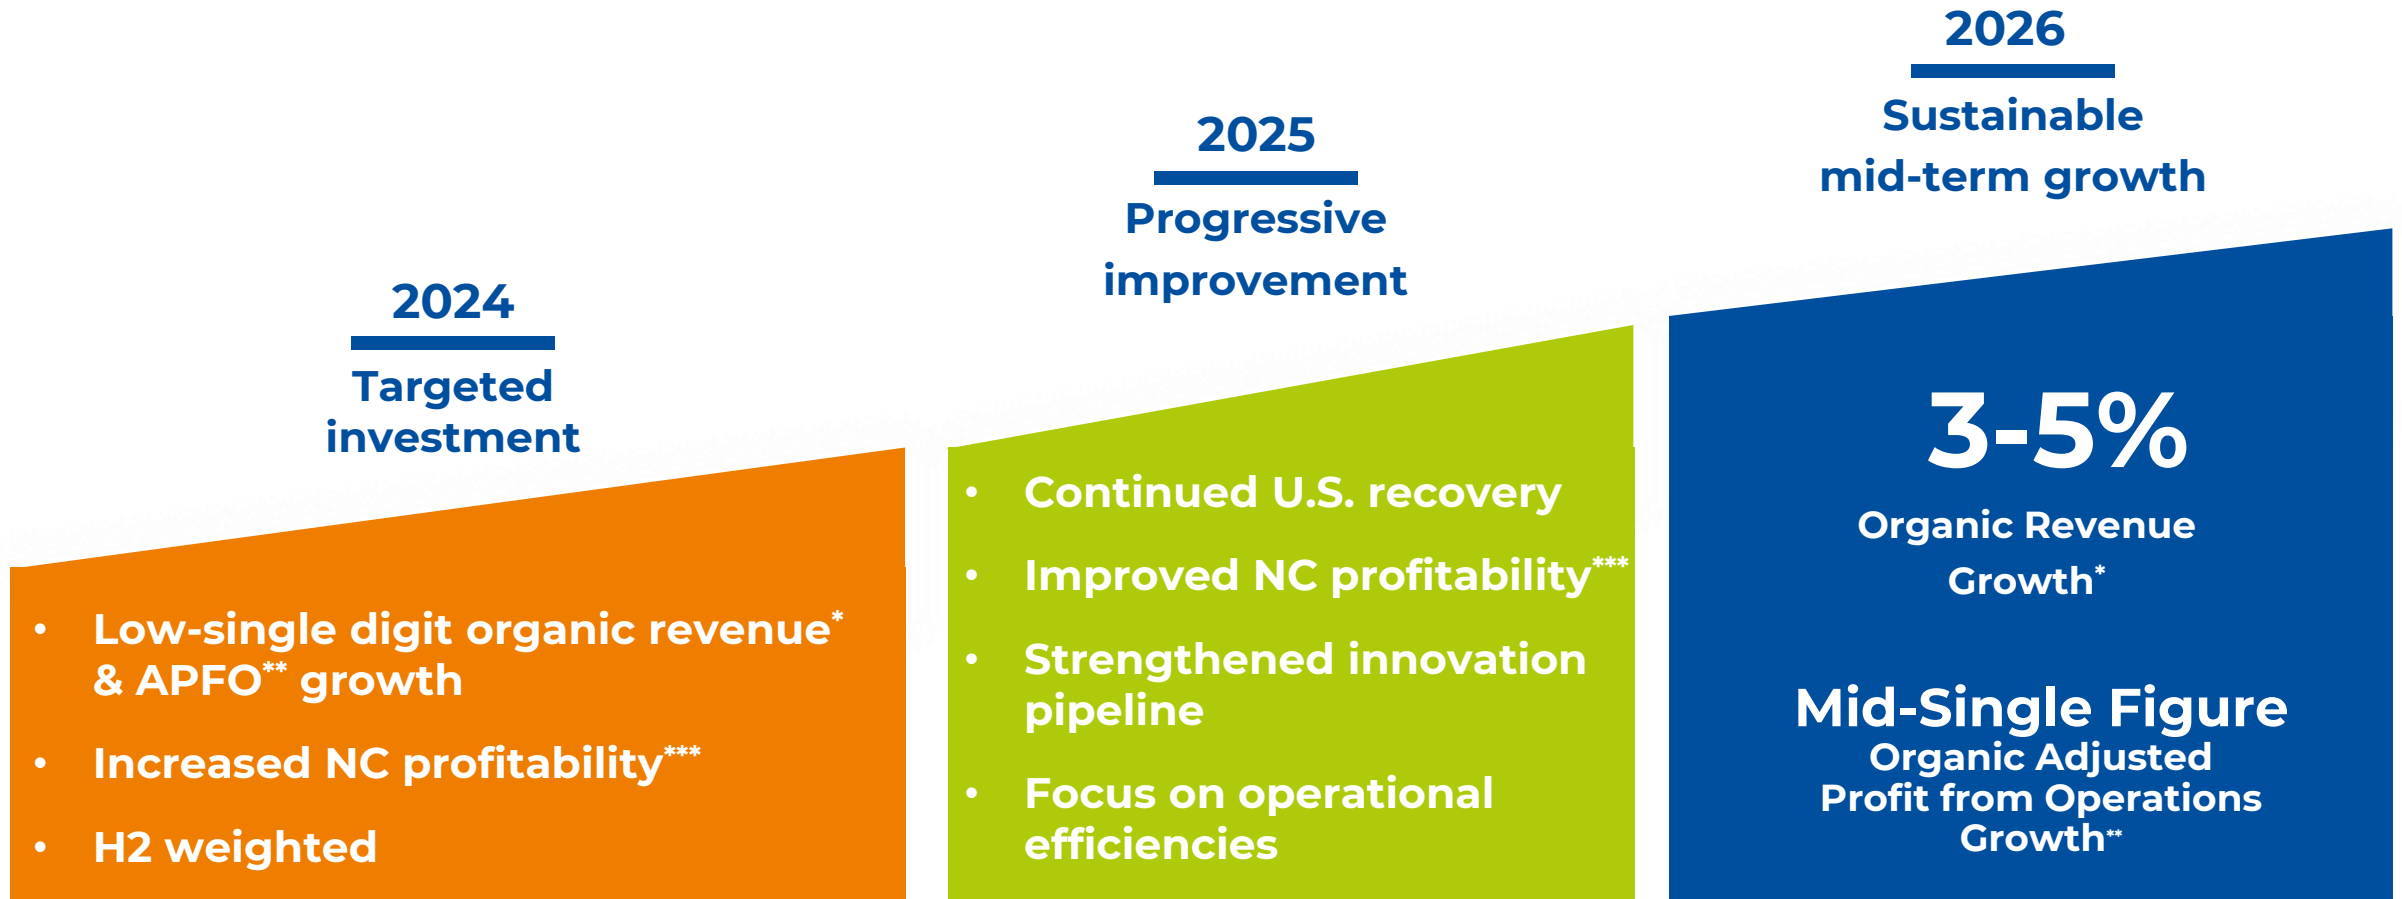 2024
Targeted
investment
• Low-single digit organic revenue*
& APFO** growth
• Increased NC profitability***
• H2 weighted
2025
Progressive
improvement
• Continued U.S. recovery
• Improved NC profitability***
• Strengthened innovation
pipeline
• Focus on operational
efficiencies
2026
Sustainable
mid-term growth
3-5%
Organic Revenue
Growth*
Mid-Single Figure
Organic Adjusted
Profit from Operations
Growth**